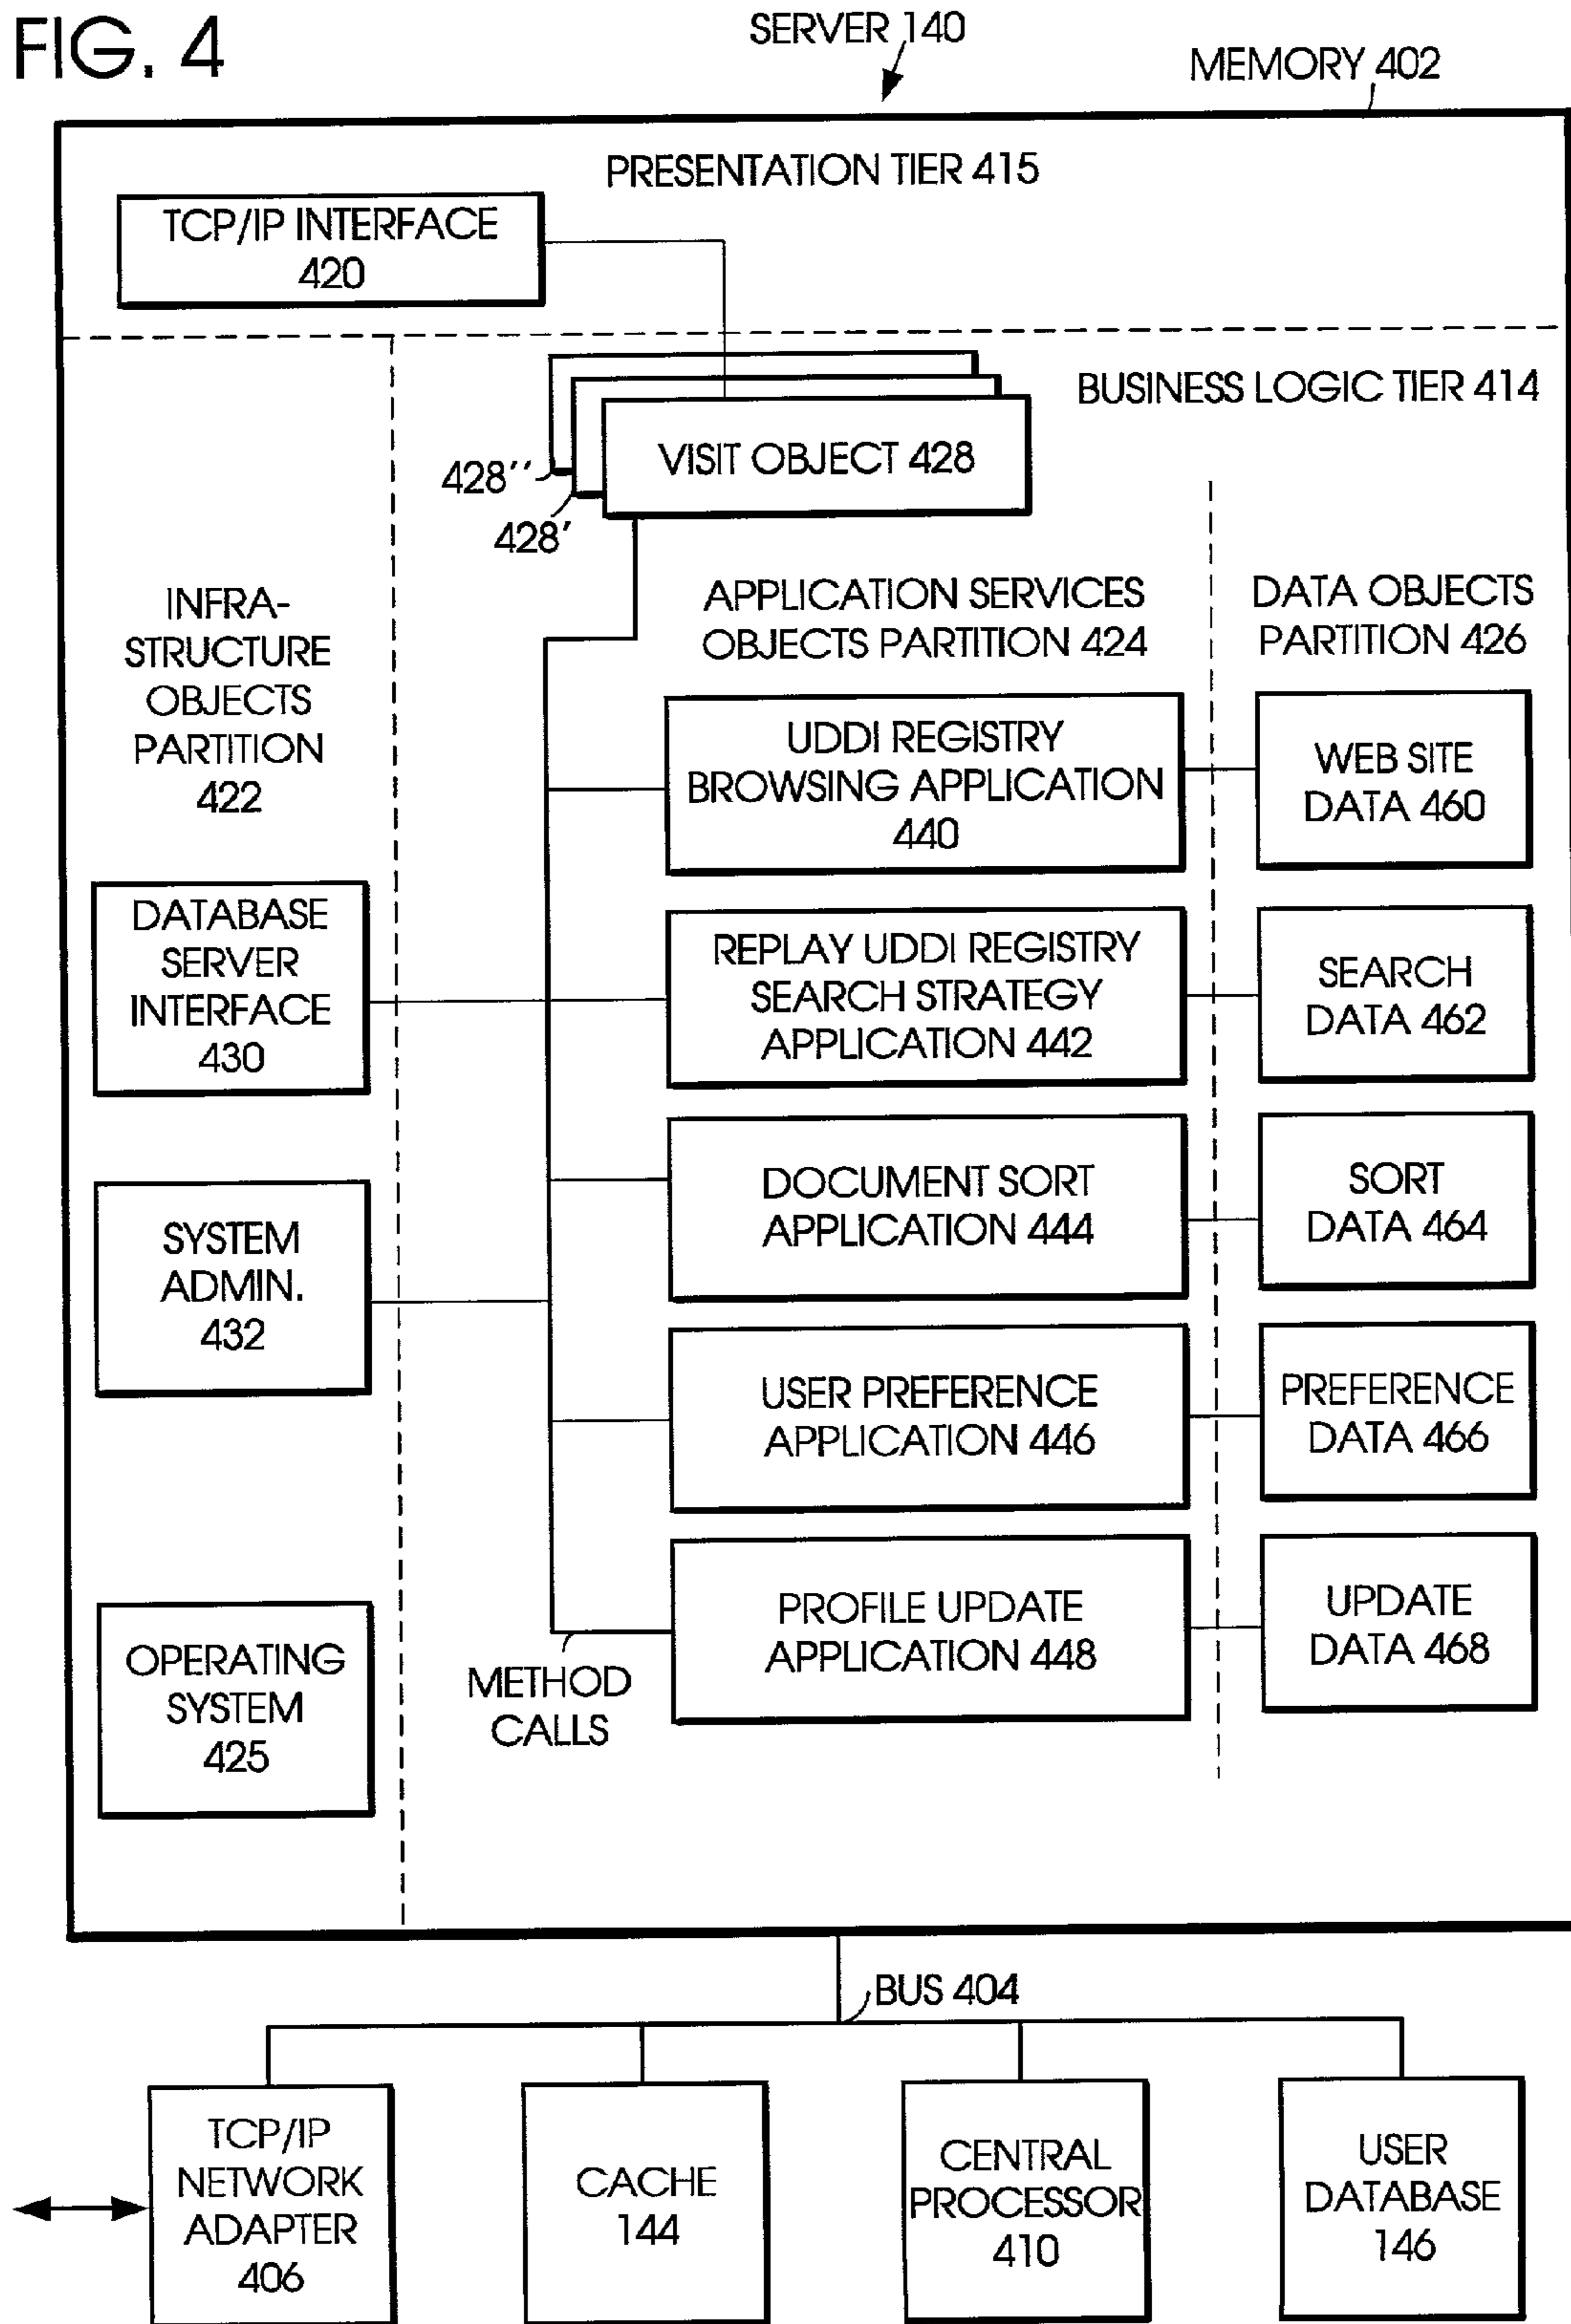 FIG. 4
SERVER 140
MEMORY 402
PRESENTATION TIER 415
TCP/IP INTERFACE
420
BUSINESS LOGIC TIER 414
VISIT OBJECT 428
428''
428'
INFRA-
STRUCTURE
OBJECTS
PARTITION
422
APPLICATION SERVICES
OBJECTS PARTITION 424
DATA OBJECTS
PARTITION 426
UDDI REGISTRY
BROWSING APPLICATION
440
WEB SITE
DATA 460
DATABASE
SERVER
INTERFACE
430
REPLAY UDDI REGISTRY
SEARCH STRATEGY
APPLICATION 442
SEARCH
DATA 462
SYSTEM
ADMIN.
432
DOCUMENT SORT
APPLICATION 444
SORT
DATA 464
USER PREFERENCE
APPLICATION 446
PREFERENCE
DATA 466
OPERATING
SYSTEM
425
METHOD
CALLS
PROFILE UPDATE
APPLICATION 448
UPDATE
DATA 468
BUS 404
TCP/IP
NETWORK
ADAPTER
406
CACHE
144
CENTRAL
PROCESSOR
410
USER
DATABASE
146